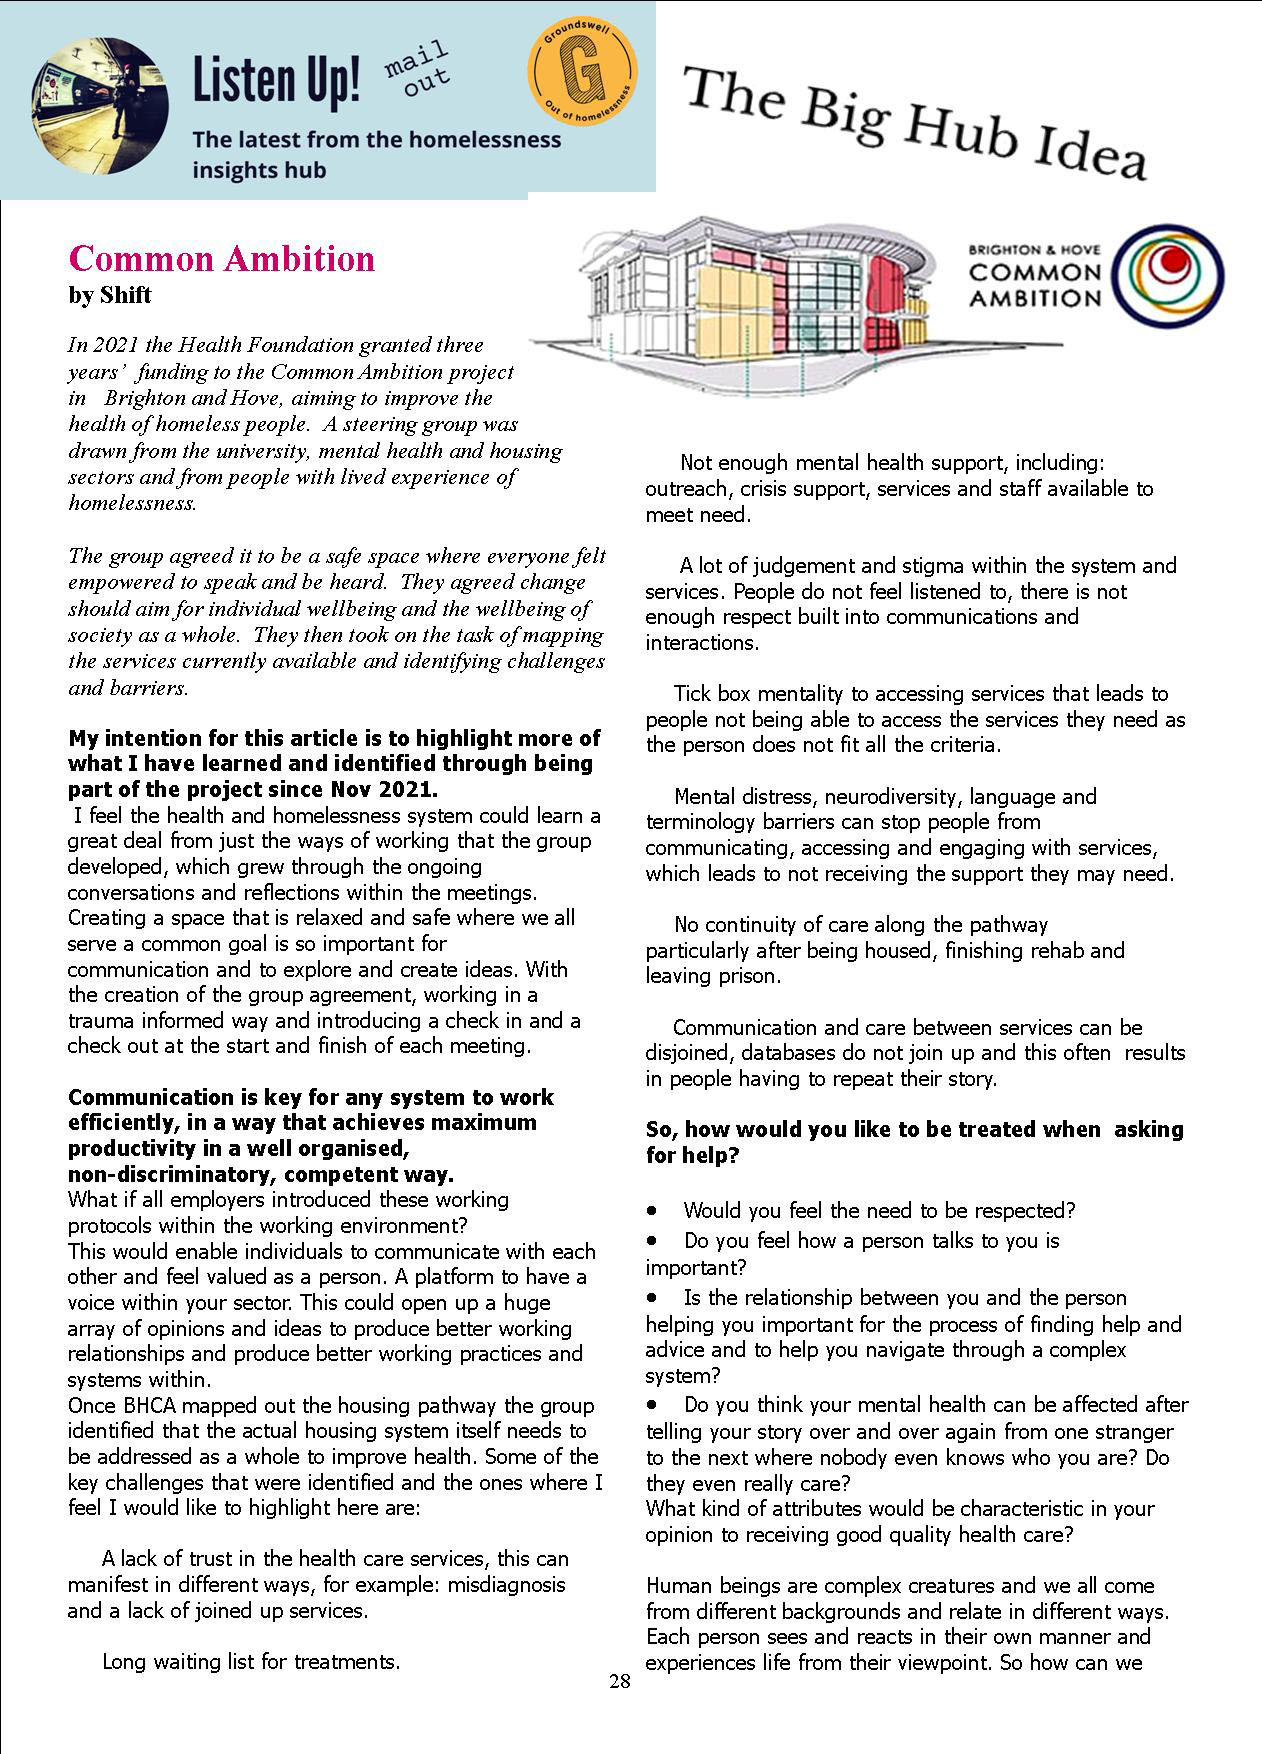 Listen Up!
mail
out
The latest from the homelessness
insights hub
Groundswell
G
Out of homelessness
The Big Hub Idea
BRIGHTON & HOVE
COMMON
AMBITION
Common Ambition
by Shift
In 2021 the Health Foundation granted three
years’  funding to the Common Ambition project
in   Brighton and Hove, aiming to improve the
health of homeless people.  A steering group was
drawn from the university, mental health and housing
sectors and from people with lived experience of
homelessness.
The group agreed it to be a safe space where everyone felt
empowered to speak and be heard.  They agreed change
should aim for individual wellbeing and the wellbeing of
society as a whole.  They then took on the task of mapping
the services currently available and identifying challenges
and barriers.
My intention for this article is to highlight more of
what I have learned and identified through being
part of the project since Nov 2021.
I feel the health and homelessness system could learn a
great deal from just the ways of working that the group
developed, which grew through the ongoing
conversations and reflections within the meetings.
Creating a space that is relaxed and safe where we all
serve a common goal is so important for
communication and to explore and create ideas. With
the creation of the group agreement, working in a
trauma informed way and introducing a check in and a
check out at the start and finish of each meeting.
Communication is key for any system to work
efficiently, in a way that achieves maximum
productivity in a well organised,
non-discriminatory, competent way.
What if all employers introduced these working
protocols within the working environment?
This would enable individuals to communicate with each
other and feel valued as a person. A platform to have a
voice within your sector. This could open up a huge
array of opinions and ideas to produce better working
relationships and produce better working practices and
systems within.
Once BHCA mapped out the housing pathway the group
identified that the actual housing system itself needs to
be addressed as a whole to improve health. Some of the
key challenges that were identified and the ones where I
feel I would like to highlight here are:
A lack of trust in the health care services, this can
manifest in different ways, for example: misdiagnosis
and a lack of joined up services.
Long waiting list for treatments.
Not enough mental health support, including:
outreach, crisis support, services and staff available to
meet need.
A lot of judgement and stigma within the system and
services. People do not feel listened to, there is not
enough respect built into communications and
interactions.
Tick box mentality to accessing services that leads to
people not being able to access the services they need as
the person does not fit all the criteria.
Mental distress, neurodiversity, language and
terminology barriers can stop people from
communicating, accessing and engaging with services,
which leads to not receiving the support they may need.
No continuity of care along the pathway
particularly after being housed, finishing rehab and
leaving prison.
Communication and care between services can be
disjoined, databases do not join up and this often  results
in people having to repeat their story.
So, how would you like to be treated when  asking
for help?
• Would you feel the need to be respected?
• Do you feel how a person talks to you is
important?
• Is the relationship between you and the person
helping you important for the process of finding help and
advice and to help you navigate through a complex
system?
• Do you think your mental health can be affected after
telling your story over and over again from one stranger
to the next where nobody even knows who you are? Do
they even really care?
What kind of attributes would be characteristic in your
opinion to receiving good quality health care?
Human beings are complex creatures and we all come
from different backgrounds and relate in different ways.
Each person sees and reacts in their own manner and
experiences life from their viewpoint. So how can we
28